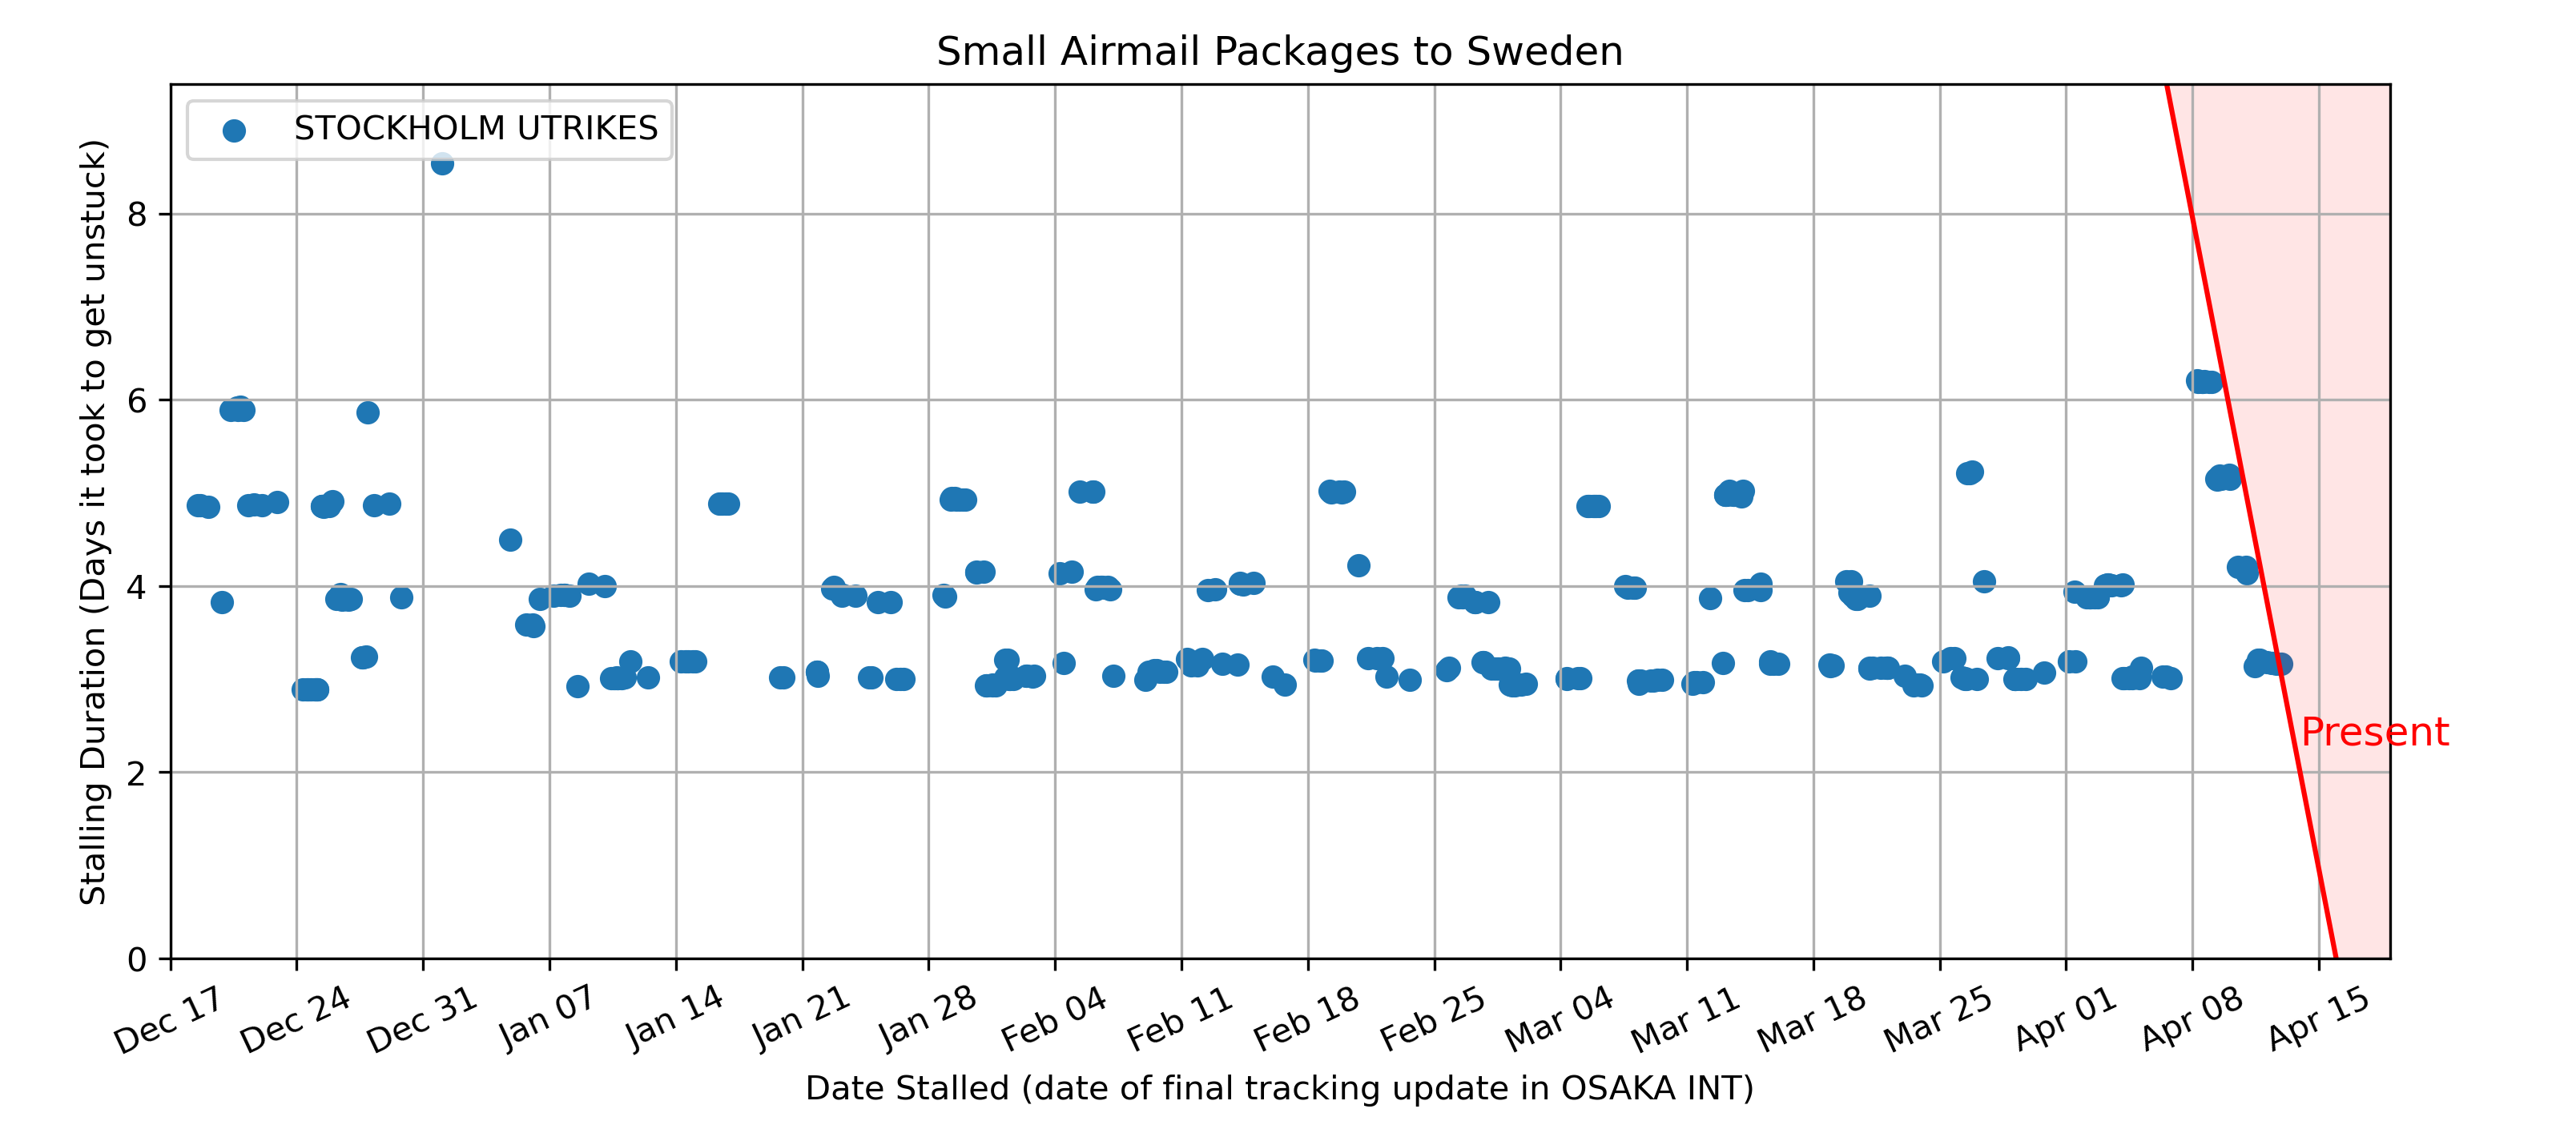 Small Airmail Packages to Sweden
STOCKHOLM UTRIKES
Stalling Duration (Days it took to get unstuck)
8
6
4
2
0
Present
Dec 17 Dec 24 Dec 31 Jan 07 Jan 14 Jan 21 Jan 28 Feb 04 Feb 11 Feb 18 Feb 25 Mar 04 Mar 11 Mar 18 Mar 25 Apr 01 Apr 08 Apr 15
Date Stalled (date of final tracking update in OSAKA INT)